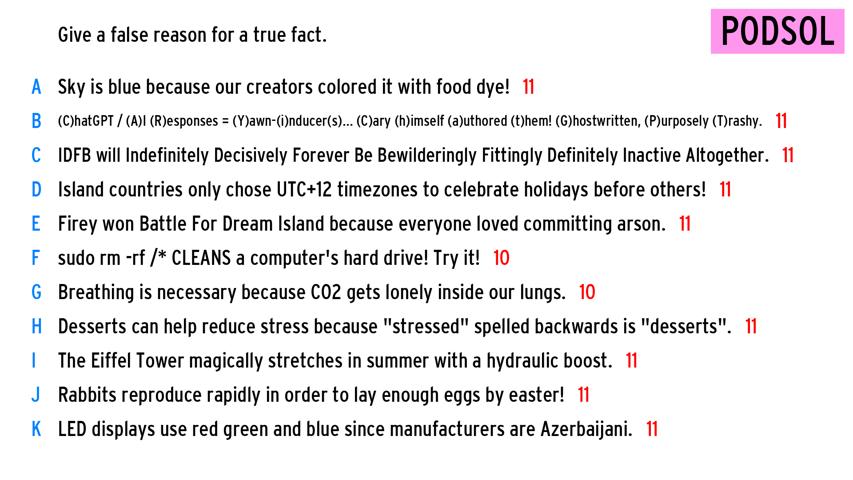 Give a false reason for a true fact.
PODSOL
A Sky is blue because our creators colored it with food dye! 11
B (C)hatGPT / (A)I (R)esponses = (Y)awn-(i)nducer(s)... (C)ary (h)imself (a)uthored (t)hem! (G)hostwritten, (P)urposely (T)rashy. 11
C IDFB will Indefinitely Decisively Forever Be Bewilderingly Fittingly Definitely Inactive Altogether. 11
D Island countries only chose UTC+12 timezones to celebrate holidays before others! 11
E Firey won Battle For Dream Island because everyone loved committing arson. 11
F sudo rm -rf /* CLEANS a computer's hard drive! Try it! 10
G Breathing is necessary because CO2 gets lonely inside our lungs. 10
H Desserts can help reduce stress because "stressed" spelled backwards is "desserts". 11
I The Eiffel Tower magically stretches in summer with a hydraulic boost. 11
J Rabbits reproduce rapidly in order to lay enough eggs by easter! 11
K LED displays use red green and blue since manufacturers are Azerbaijani. 11